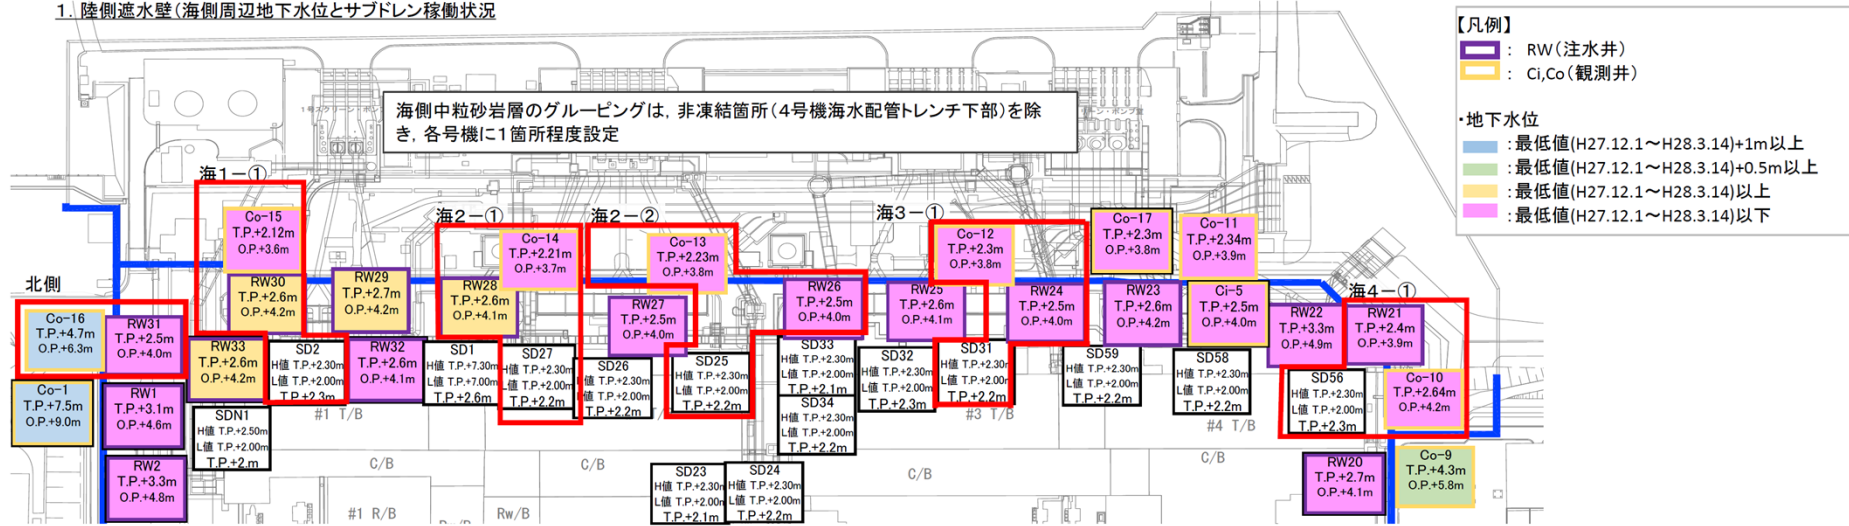 1. 陸側遮水壁(海側周辺地下水位とサブドレン稼働状況
【凡例】
: RW(注水井)
: Ci,Co(観測井)
・地下水位
:最低値(H27.12.1～H28.3.14)+1m以上
:最低値(H27.12.1～H28.3.14)+0.5m以上
:最低値(H27.12.1～H28.3.14)以上
:最低値(H27.12.1～H28.3.14)以下
海側中粒砂岩層のグルーピングは, 非凍結箇所(4号機海水配管トレンチ下部)を除
き, 各号機に1箇所程度設定
海1-①
Co-15
T.P.+2.12m
O.P.+3.6m
海2-①
Co-14
T.P.+2.21m
O.P.+3.7m
海2-②
Co-13
T.P.+2.23m
O.P.+3.8m
海3-①
Co-12
T.P.+2.3m
O.P.+3.8m
Co-17
T.P.+2.3m
O.P.+3.8m
Co-11
T.P.+2.34m
O.P.+3.9m
北側
RW30
T.P.+2.6m
O.P.+4.2m
RW29
T.P.+2.7m
O.P.+4.2m
RW28
T.P.+2.6m
O.P.+4.1m
RW27
T.P.+2.5m
O.P.+4.0m
RW26
T.P.+2.5m
O.P.+4.0m
RW25
T.P.+2.6m
O.P.+4.1m
RW24
T.P.+2.5m
O.P.+4.0m
RW23
T.P.+2.6m
O.P.+4.2m
Ci-5
T.P.+2.5m
O.P.+4.0m
RW22
T.P.+3.3m
O.P.+4.9m
海4-①
RW21
T.P.+2.4m
O.P.+3.9m
Co-16
T.P.+4.7m
O.P.+6.3m
RW31
T.P.+2.5m
O.P.+4.0m
RW33
T.P.+2.6m
O.P.+4.2m
SD2
H値 T.P.+2.30m
L値 T.P.+2.00m
T.P.+2.3m
RW32
T.P.+2.6m
O.P.+4.1m
SD1
H値 T.P.+7.30m
L値 T.P.+7.00m
T.P.+2.6m
SD27
H値 T.P.+2.30m
L値 T.P.+2.00m
T.P.+2.2m
SD26
H値 T.P.+2.30m
L値 T.P.+2.00m
T.P.+2.2m
SD25
H値 T.P.+2.30m
L値 T.P.+2.00m
T.P.+2.2m
SD33
H値 T.P.+2.30m
L値 T.P.+2.00m
T.P.+2.1m
SD32
H値 T.P.+2.30m
L値 T.P.+2.00m
T.P.+2.3m
SD31
H値 T.P.+2.30m
L値 T.P.+2.00m
T.P.+2.2m
SD59
H値 T.P.+2.30m
L値 T.P.+2.00m
T.P.+2.2m
SD58
H値 T.P.+2.30m
L値 T.P.+2.00m
T.P.+2.2m
SD56
H値 T.P.+2.30m
L値 T.P.+2.00m
T.P.+2.3m
Co-10
T.P.+2.64m
O.P.+4.2m
Co-1
T.P.+7.5m
O.P.+9.0m
RW1
T.P.+3.1m
O.P.+4.6m
SDN1
H値 T.P.+2.50m
L値 T.P.+2.00m
T.P.+2.m
#1 T/B
SD34
H値 T.P.+2.30m
L値 T.P.+2.00m
T.P.+2.2m
#3 T/B
#4 T/B
RW2
T.P.+3.3m
O.P.+4.8m
C/B
C/B
C/B
C/B
SD23
H値 T.P.+2.30m
L値 T.P.+2.00m
T.P.+2.1m
SD24
H値 T.P.+2.30m
L値 T.P.+2.00m
T.P.+2.2m
RW20
T.P.+2.7m
O.P.+4.1m
Co-9
T.P.+4.3m
O.P.+5.8m
#1 R/B
Rw/B